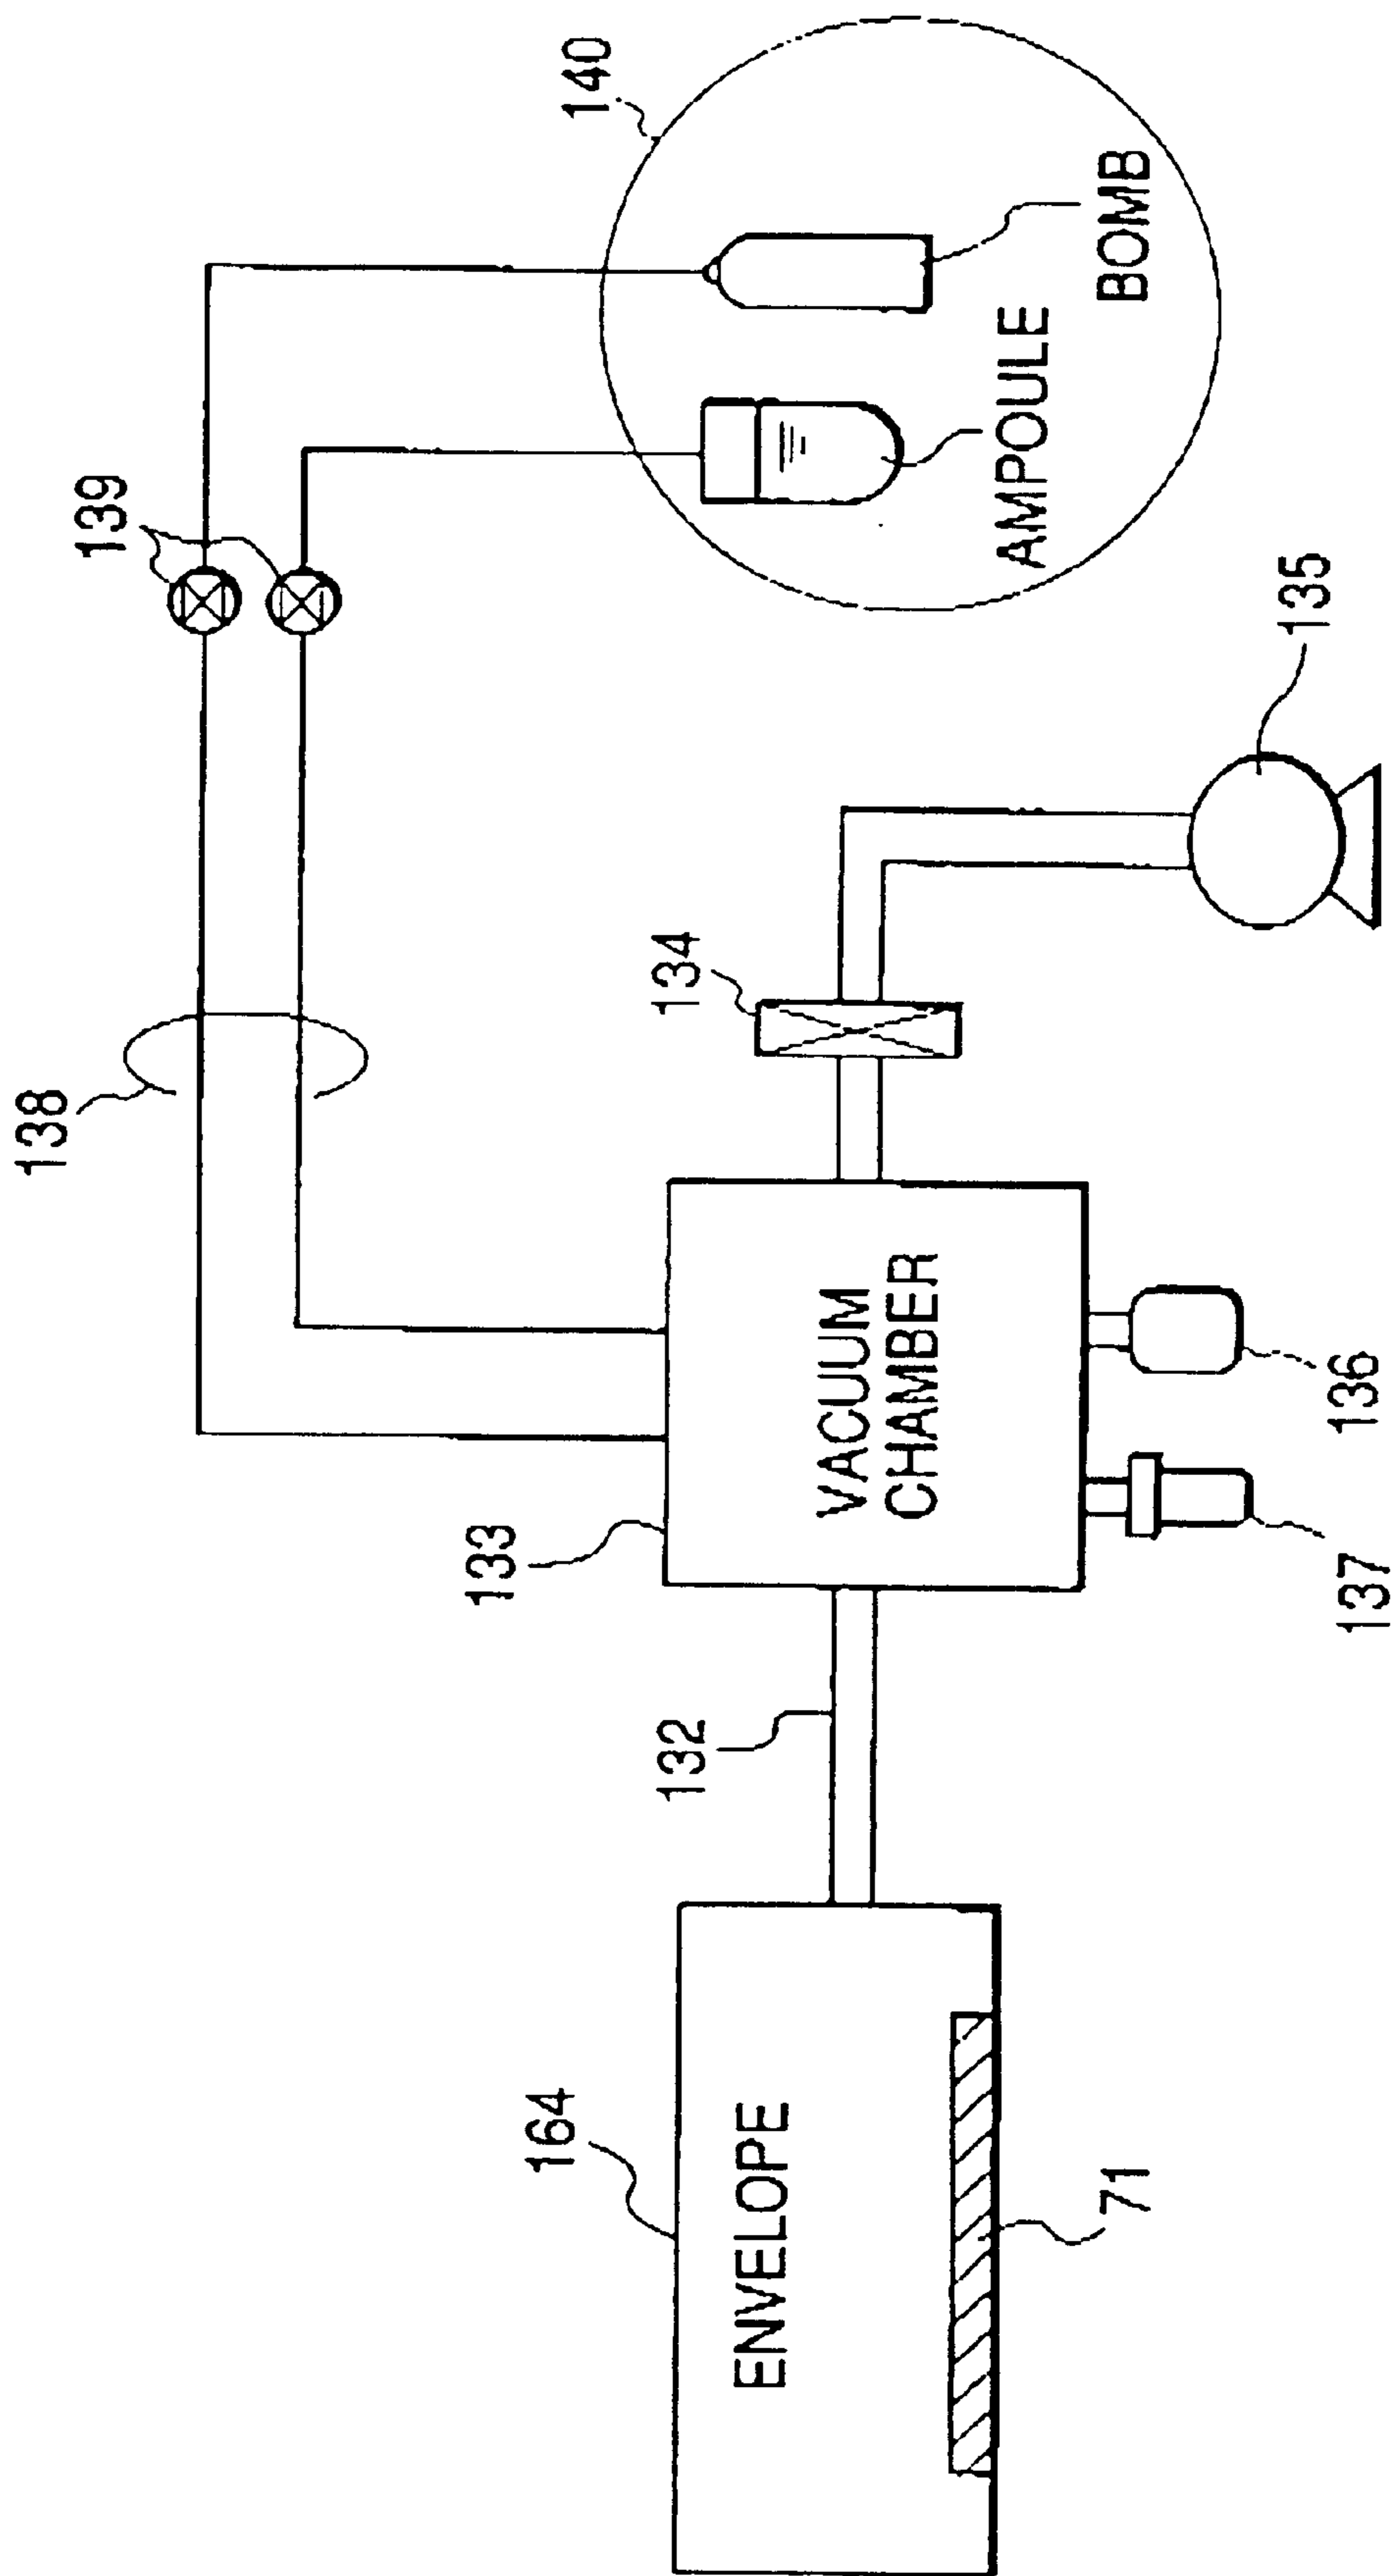 138
139
140
BOMB
AMPOULE
133
VACUUM
CHAMBER
134
135
136
137
132
164
ENVELOPE
71